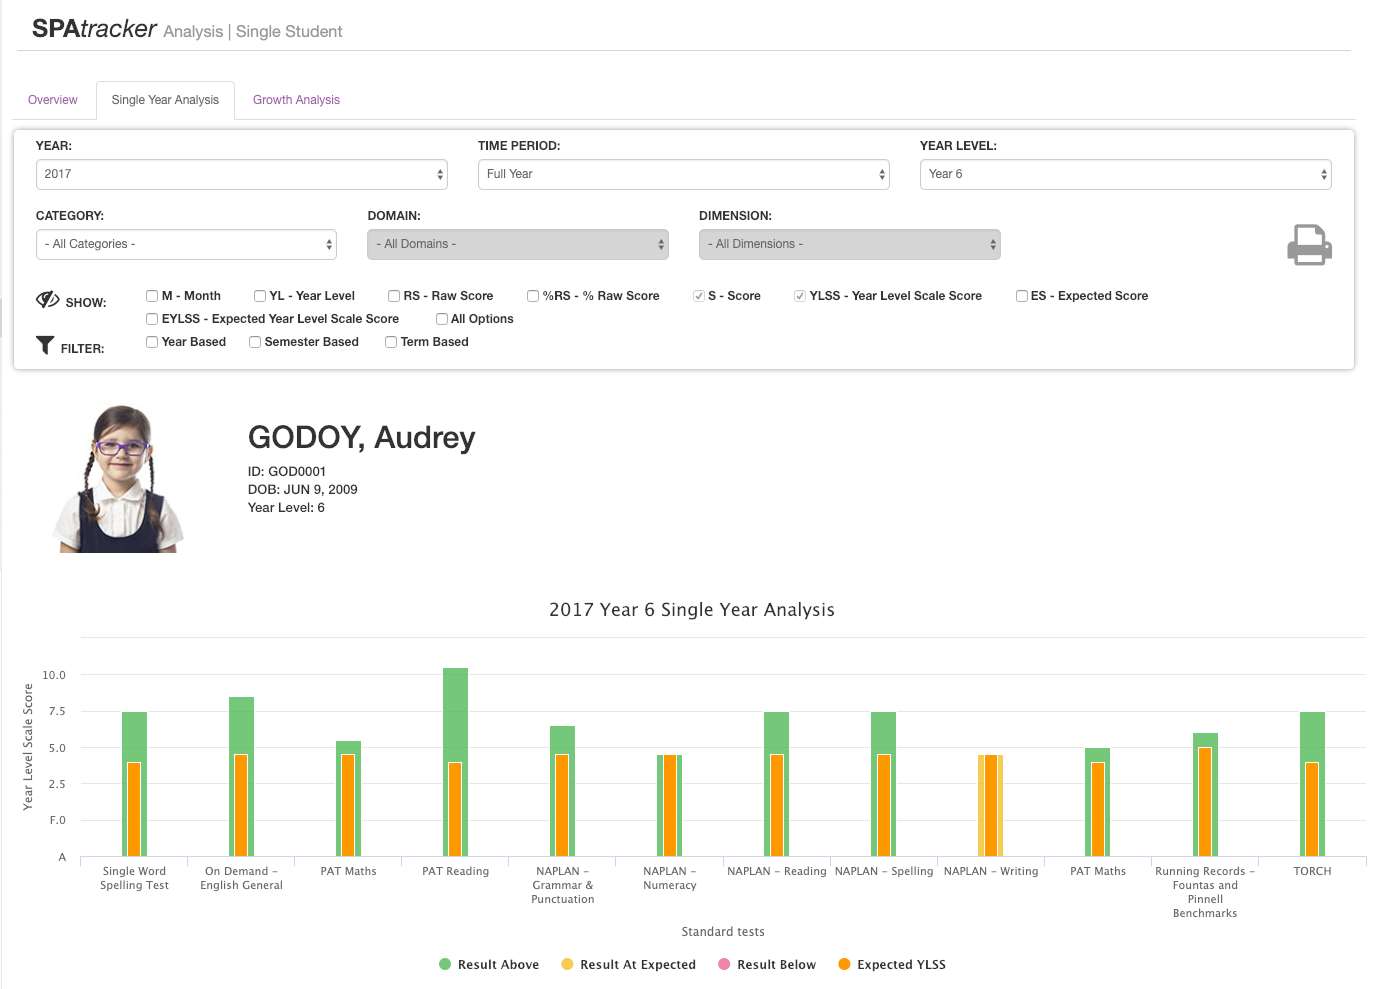 SPAtracker Analysis | Single Student
Overview
Single Year Analysis
Growth Analysis
YEAR:
TIME PERIOD:
YEAR LEVEL:
2017
Full Year
Year 6
CATEGORY:
DOMAIN:
DIMENSION:
- All Categories -
- All Domains -
- All Dimensions -
SHOW:
M - Month
YL - Year Level
RS - Raw Score
%RS - % Raw Score
S - Score
YLSS - Year Level Scale Score
ES - Expected Score
EYLSS - Expected Year Level Scale Score
All Options
FILTER:
Year Based
Semester Based
Term Based
GODOY, Audrey
ID: GOD0001
DOB: JUN 9, 2009
Year Level: 6
2017 Year 6 Single Year Analysis
Year Level Scale Score
10.0
7.5
5.0
2.5
F.0
A
Single Word
Spelling Test
On Demand -
English General
PAT Maths
PAT Reading
NAPLAN -
Grammar &
Punctuation
NAPLAN -
Numeracy
NAPLAN - Reading
NAPLAN - Spelling
NAPLAN - Writing
PAT Maths
Running Records -
Fountas and
Pinnell
Benchmarks
TORCH
Standard tests
Result Above
Result At Expected
Result Below
Expected YLSS